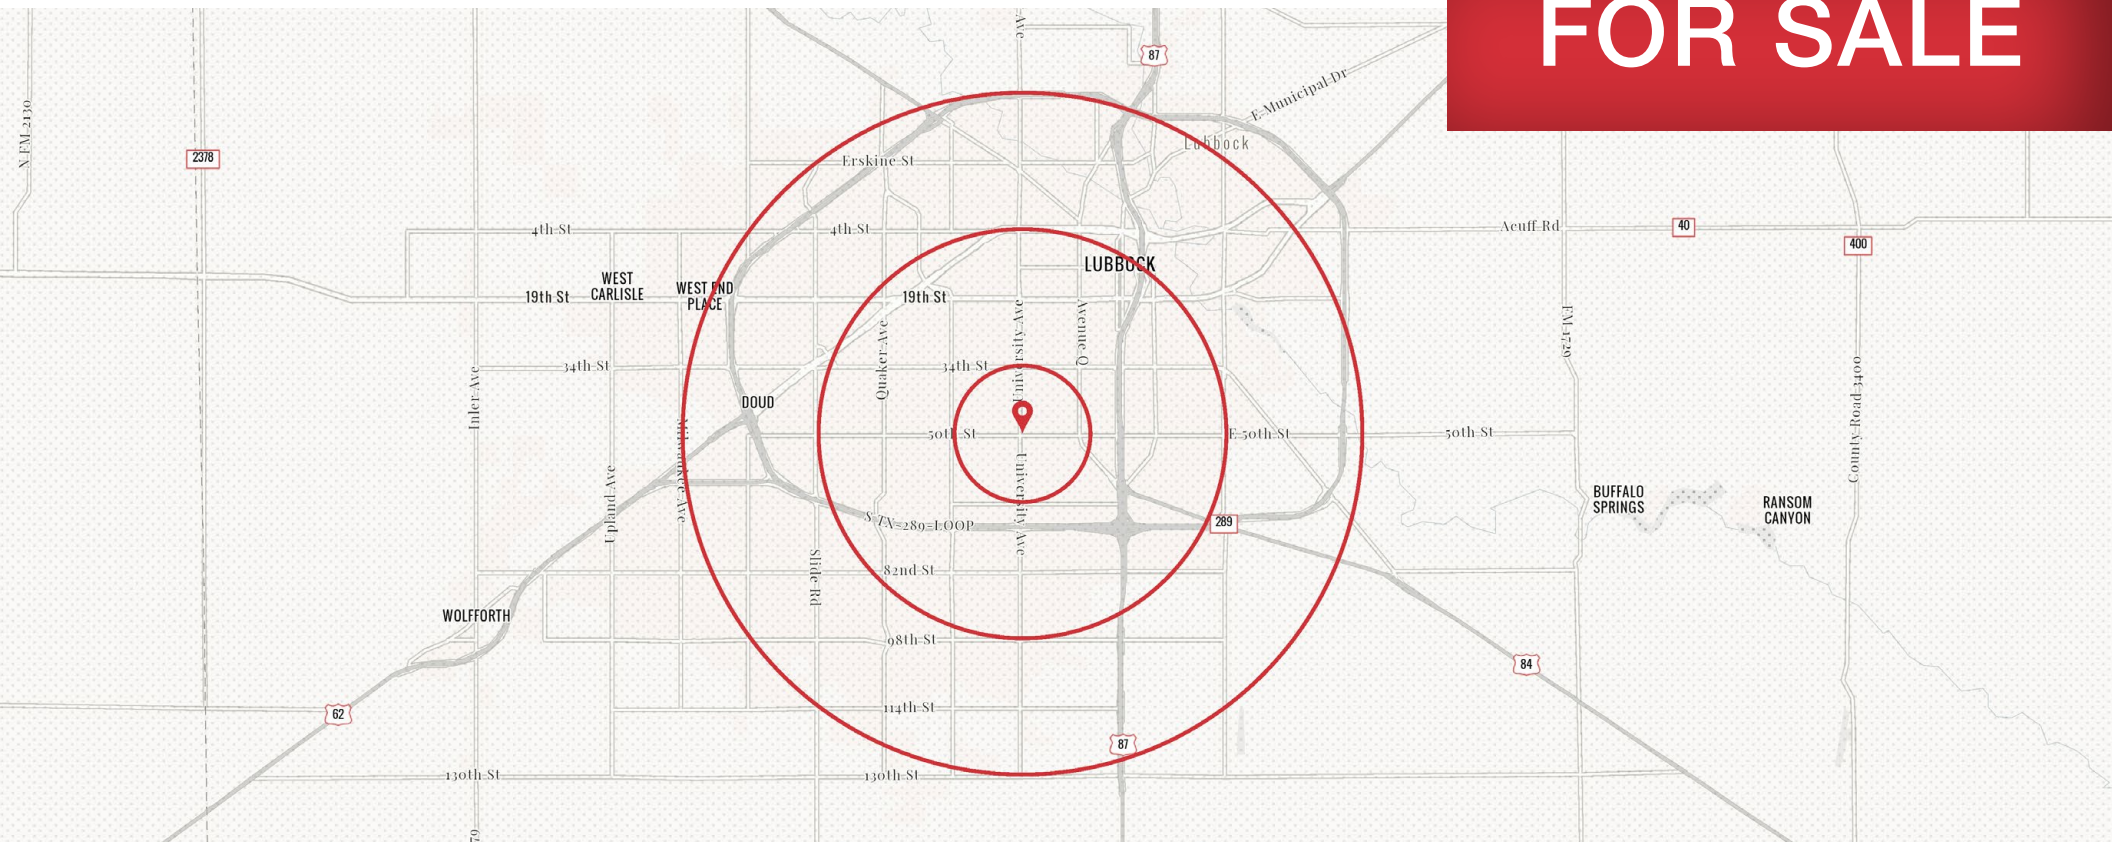 FOR SALE
Ave
87
E Municipal Dr
N FM 2130
2378
Lubbock
Erskine St
4th St
4th St
Acuff Rd
40
400
LUBBOCK
WEST
CARLISLE
WEST END
PLACE
19th St
19th St
University Ave
Avenue Q
Quaker Ave
FM 1729
34th St
34th St
Inler Ave
County Road 3400
DOUD
50th St
E 50th St
50th St
Milwaukee Ave
Upland Ave
University Ave
BUFFALO
SPRINGS
RANSOM
CANYON
S TX-289-LOOP
289
Slide Rd
82nd St
WOLFFORTH
98th St
84
62
114th St
87
130th St
130th St